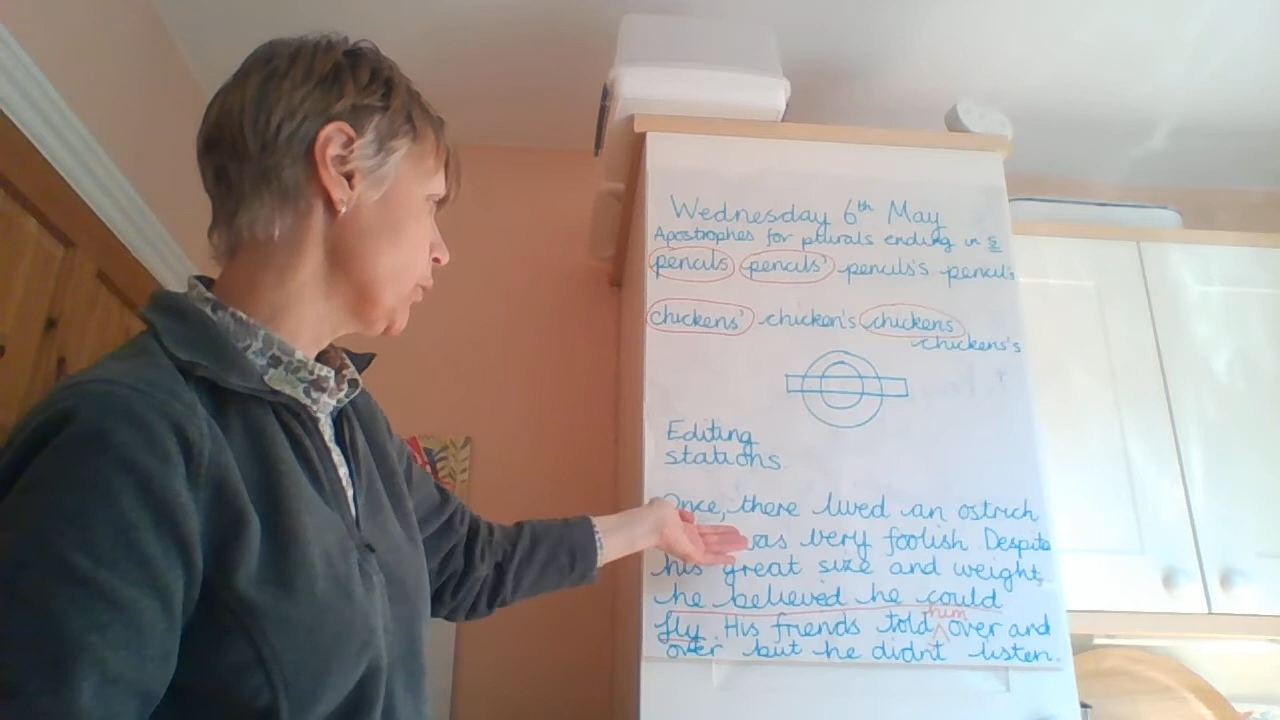 Wednesday 6th May
Apostrophes for plurals ending in s
pencils pencils' pencils's pencil's
chickens' chicken's chickens
chickens's
Editing
stations
Once, there lived an ostrich
was very foolish. Despite
his great size and weight,
he believed he could
him
fly. His friends told over and
over but he didn't listen.